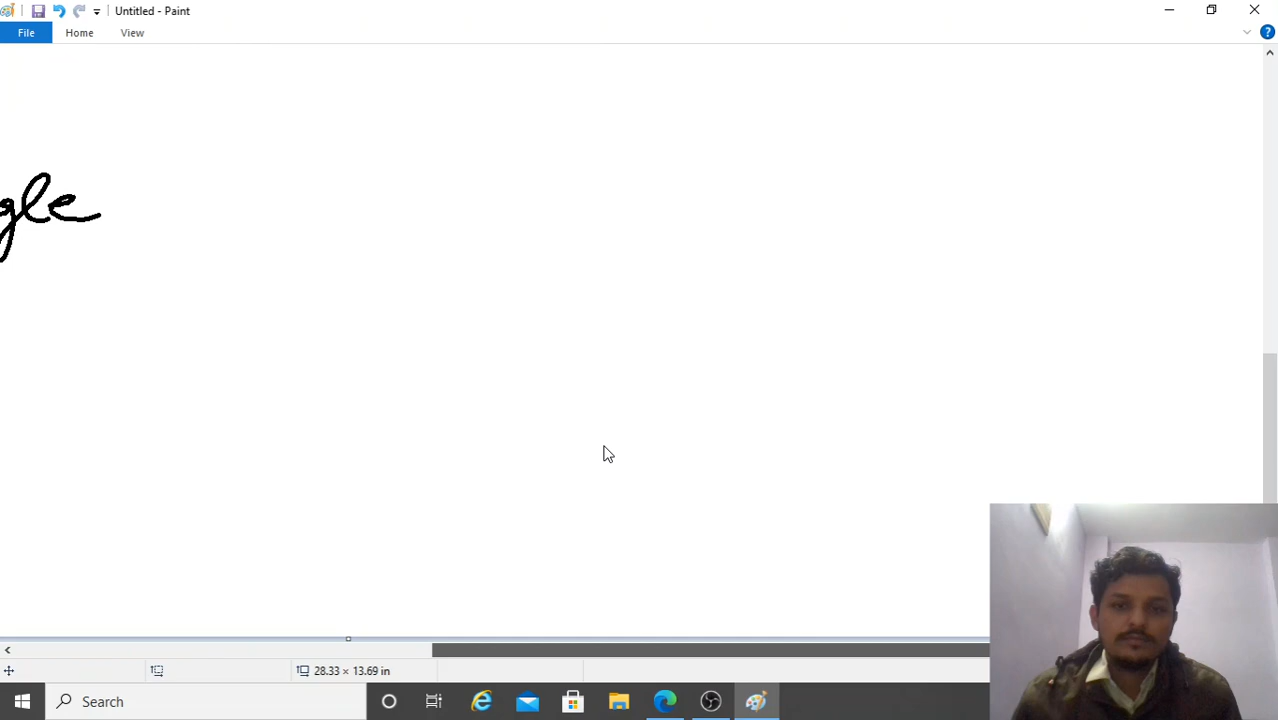 Untitled - Paint
File Home View
gle
28.33 × 13.69 in
Search